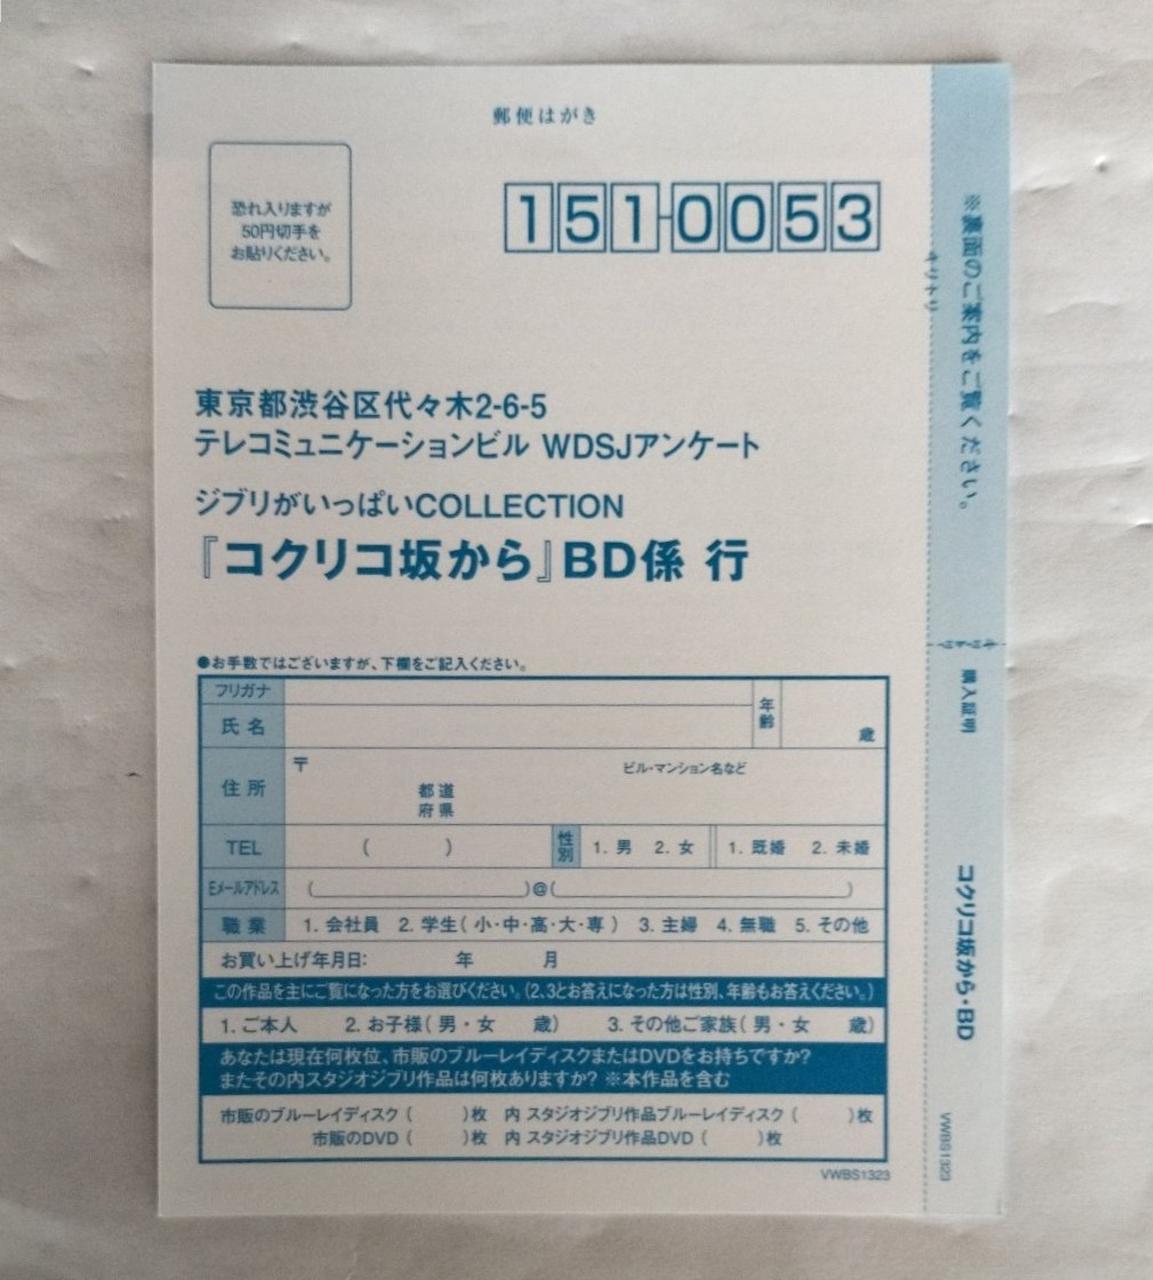 郵便はがき
恐れ入りますが
50円切手を
お貼りください。
151-0053
東京都渋谷区代々木2-6-5
テレコミュニケーションビル WDSJアンケート
ジブリがいっぱいCOLLECTION
『コクリコ坂から』BD係 行
●お手数ではございますが、下欄をご記入ください。
フリガナ
氏名
年齢
歳
住所
〒
都道
府県
ビル・マンション名など
TEL ( )
性別 1. 男 2. 女 1. 既婚 2. 未婚
Eメールアドレス ( )@( )
職業 1. 会社員 2. 学生( 小・中・高・大・専 ) 3. 主婦 4. 無職 5. その他
お買い上げ年月日: 年 月
この作品を主にご覧になった方をお選びください。(2、3とお答えになった方は性別、年齢もお答えください。)
1. ご本人 2. お子様( 男・女 歳) 3. その他ご家族( 男・女 歳)
あなたは現在何枚位、市販のブルーレイディスクまたはDVDをお持ちですか?
またその内スタジオジブリ作品は何枚ありますか? ※本作品を含む
市販のブルーレイディスク ( )枚 内 スタジオジブリ作品ブルーレイディスク ( )枚
市販のDVD ( )枚 内 スタジオジブリ作品DVD ( )枚
VWBS1323
※裏面のご案内をご覧ください。
キリトリ
キリトリ
購入証明
コクリコ坂から・BD
VWBS1323